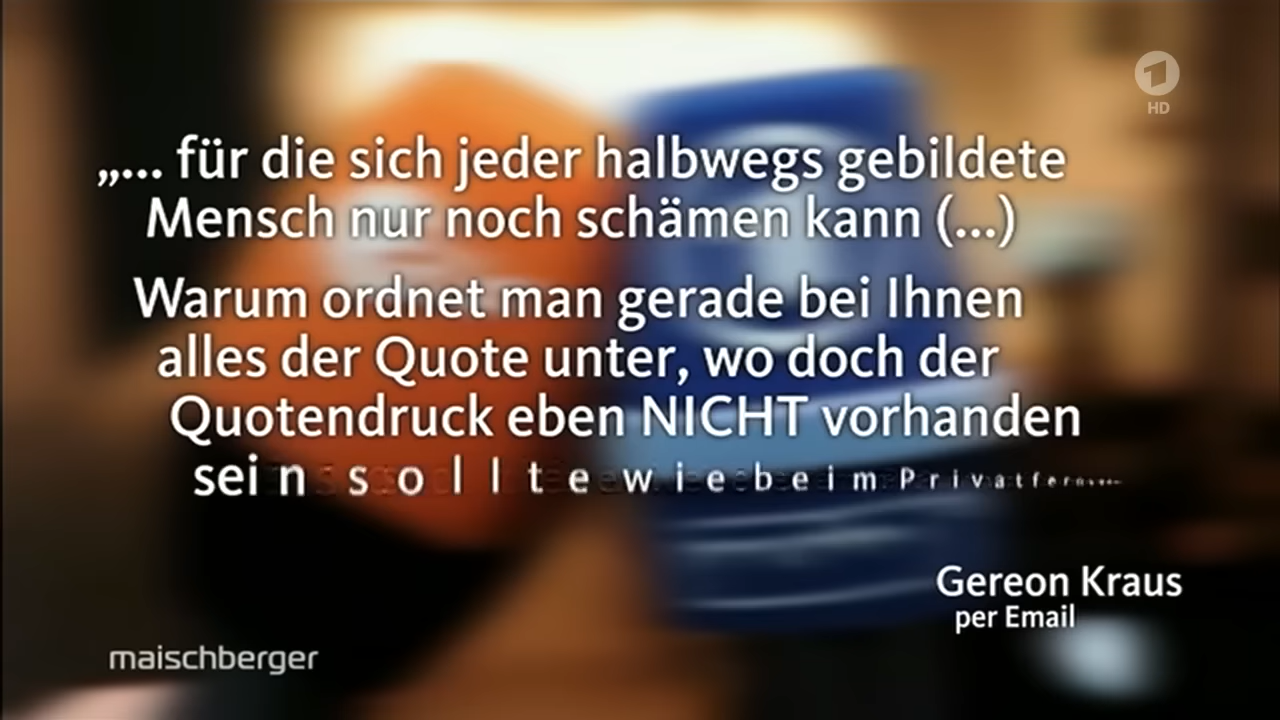 „... für die sich jeder halbwegs gebildete
Mensch nur noch schämen kann (...)
Warum ordnet man gerade bei Ihnen
alles der Quote unter, wo doch der
Quotendruck eben NICHT vorhanden
sein sollte wie beim
Gereon Kraus
per Email
maischberger
1
HD